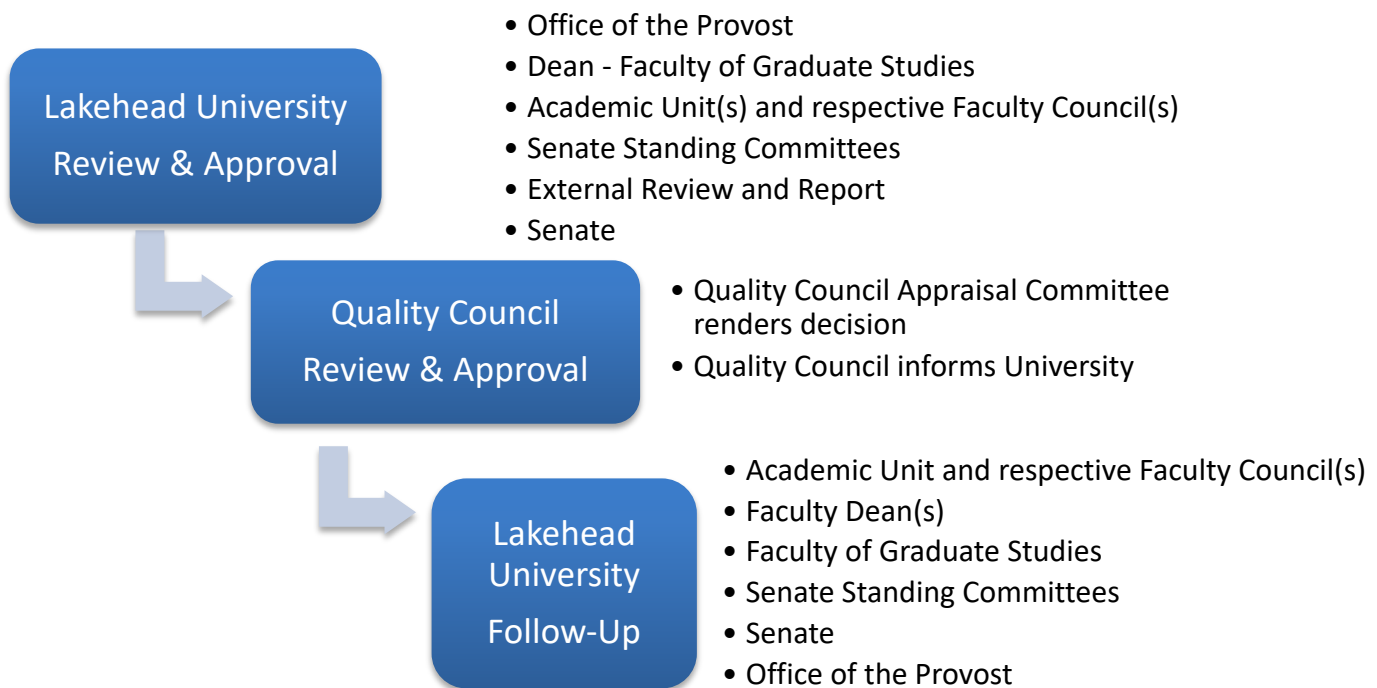 Lakehead University
Review & Approval
• Office of the Provost
• Dean - Faculty of Graduate Studies
• Academic Unit(s) and respective Faculty Council(s)
• Senate Standing Committees
• External Review and Report
• Senate
Quality Council
Review & Approval
• Quality Council Appraisal Committee
renders decision
• Quality Council informs University
Lakehead
University
Follow-Up
• Academic Unit and respective Faculty Council(s)
• Faculty Dean(s)
• Faculty of Graduate Studies
• Senate Standing Committees
• Senate
• Office of the Provost